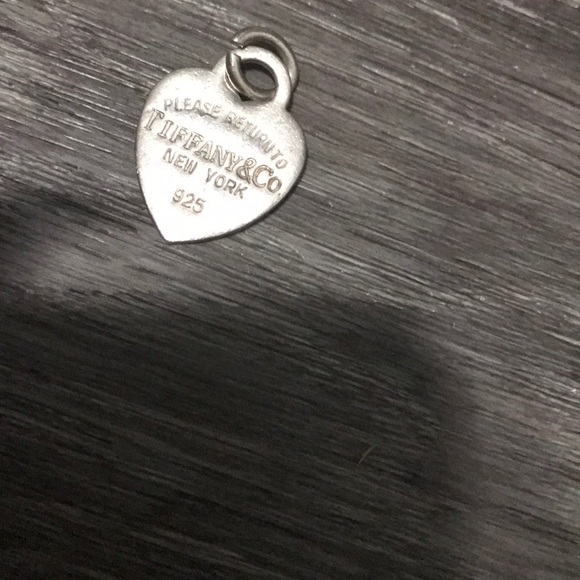 PLEASE RETURN TO
TIFFANY&Co.
NEW YORK
925